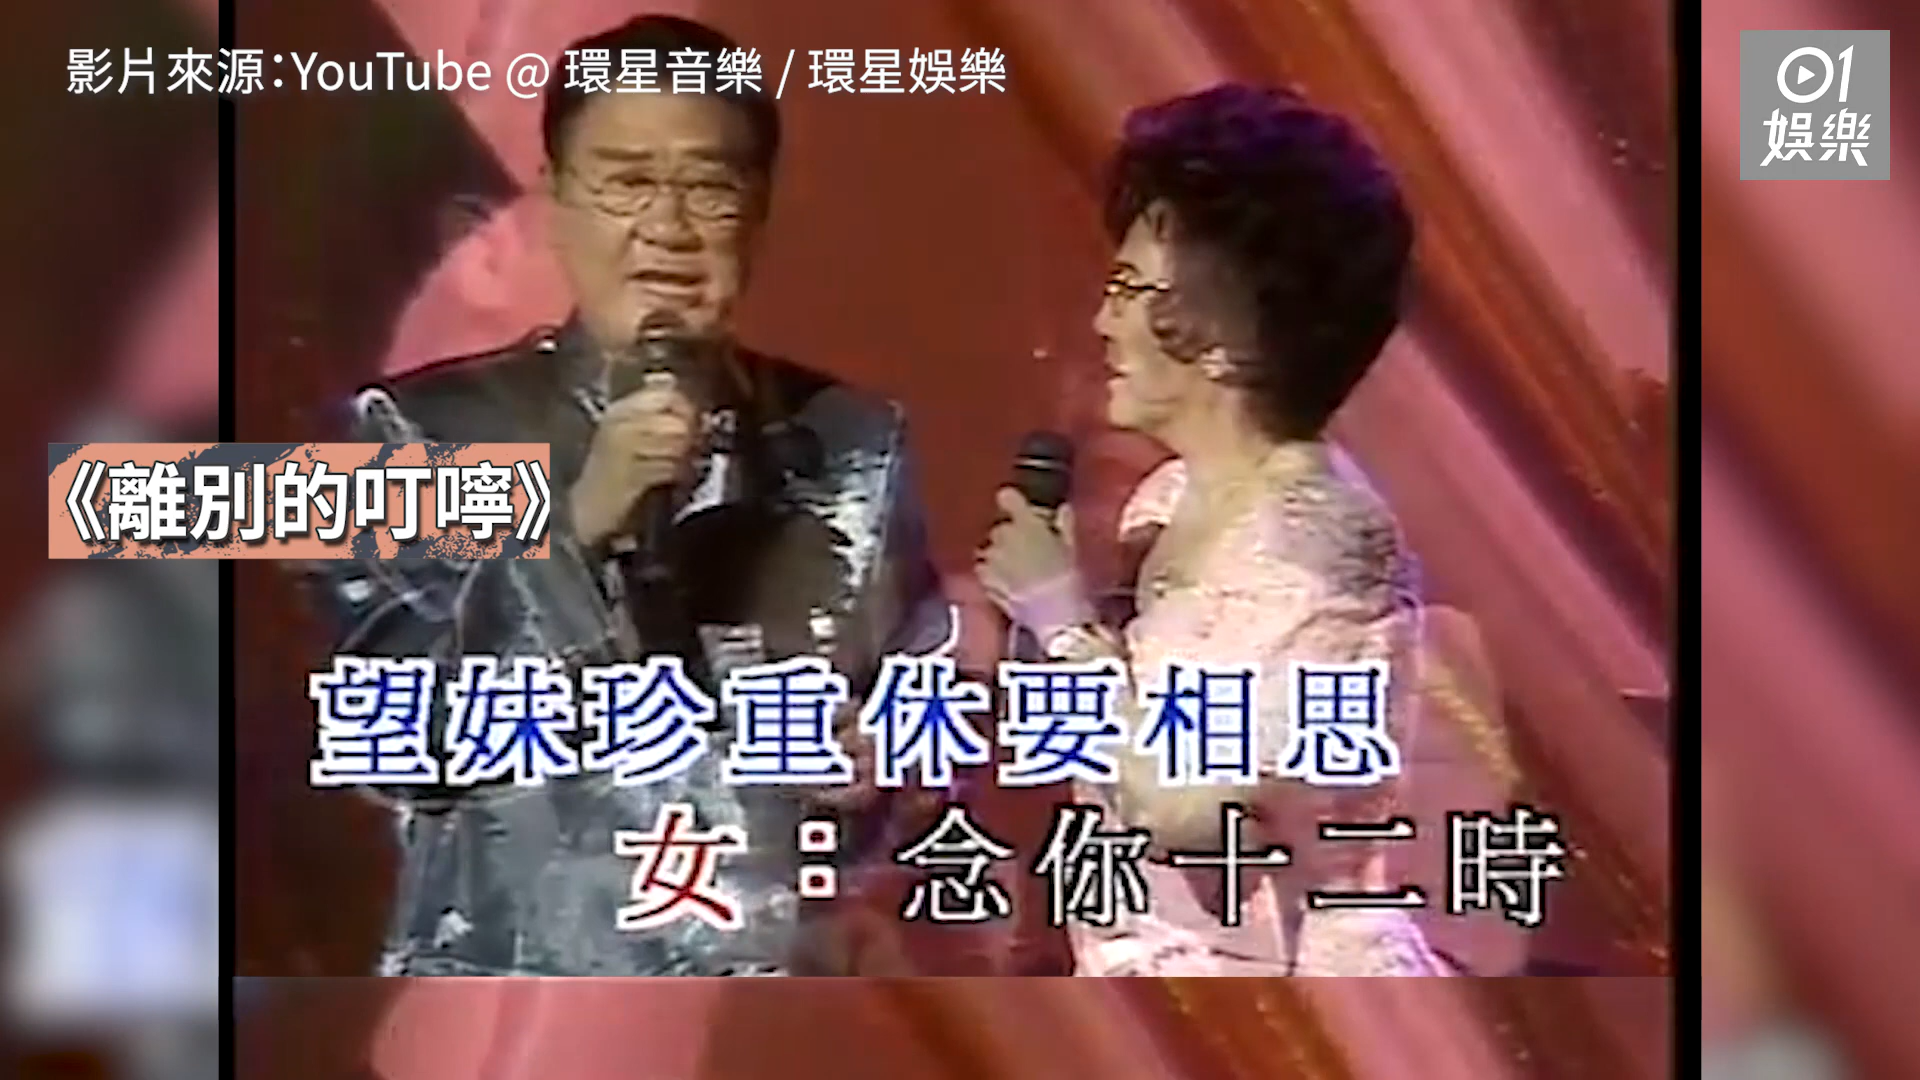 影片來源：YouTube @ 環星音樂 / 環星娛樂
01
娛樂
《離別的叮嚀》
望妹珍重休要相思
女：念你十二時